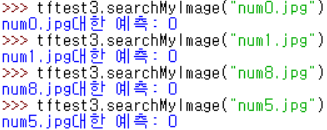 >>> tftest3.searchMyImage("num0.jpg")
num0.jpg대한 예측: 0
>>> tftest3.searchMyImage("num1.jpg")
num1.jpg대한 예측: 0
>>> tftest3.searchMyImage("num8.jpg")
num8.jpg대한 예측: 0
>>> tftest3.searchMyImage("num5.jpg")
num5.jpg대한 예측: 0